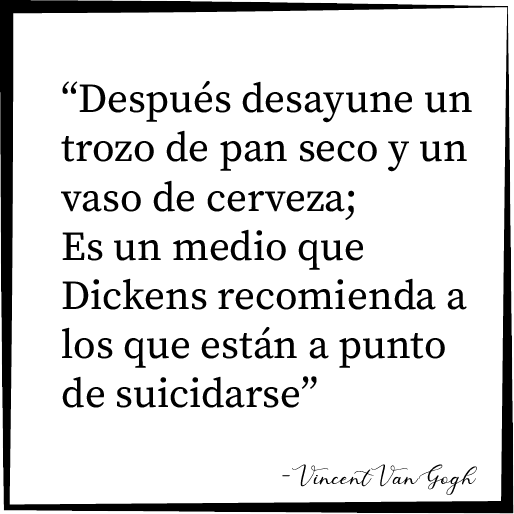 “Después desayune un
trozo de pan seco y un
vaso de cerveza;
Es un medio que
Dickens recomienda a
los que están a punto
de suicidarse”
-Vincent Van Gogh